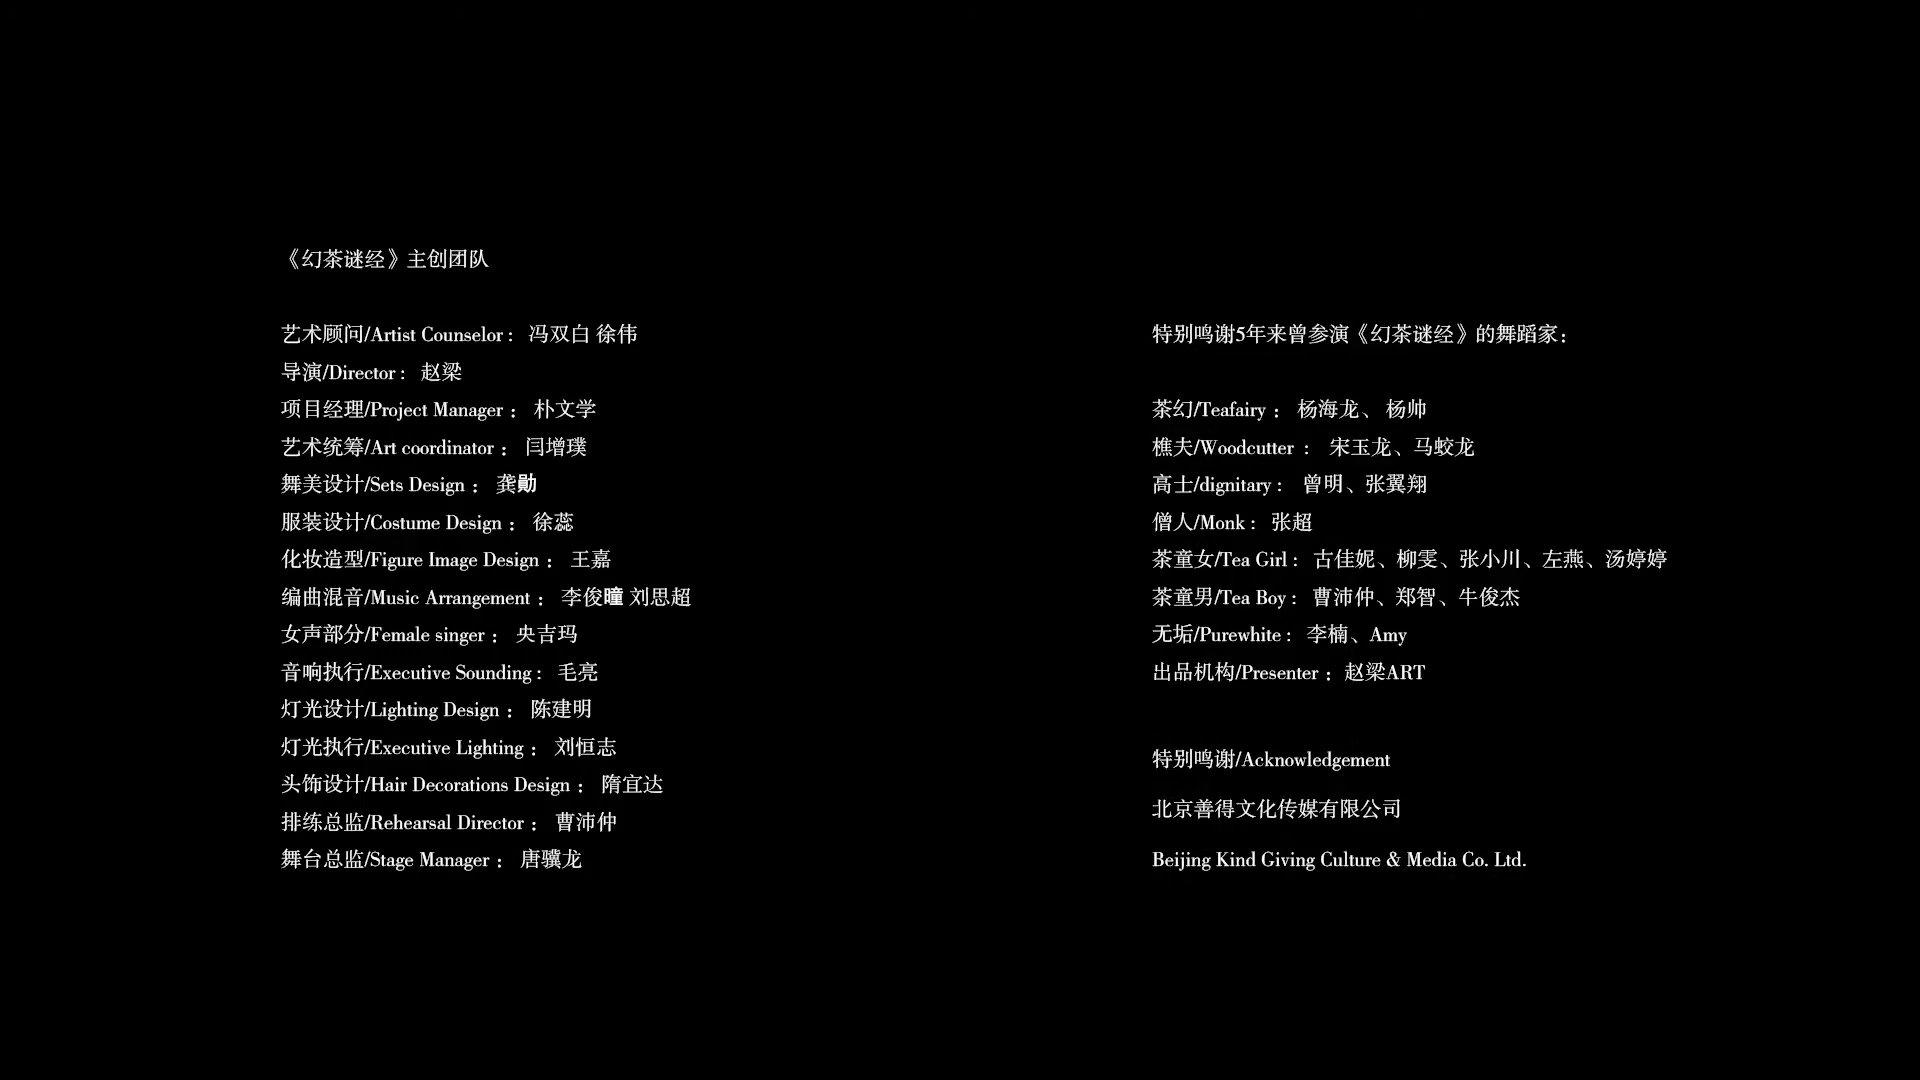 《幻茶谜经》主创团队
艺术顾问/Artist Counselor： 冯双白 徐伟
导演/Director： 赵梁
项目经理/Project Manager： 朴文学
艺术统筹/Art coordinator： 闫增璞
舞美设计/Sets Design： 龚勛
服装设计/Costume Design： 徐蕊
化妆造型/Figure Image Design： 王嘉
编曲混音/Music Arrangement： 李俊瞳 刘思超
女声部分/Female singer： 央吉玛
音响执行/Executive Sounding： 毛亮
灯光设计/Lighting Design： 陈建明
灯光执行/Executive Lighting： 刘恒志
头饰设计/Hair Decorations Design： 隋宜达
排练总监/Rehearsal Director： 曹沛仲
舞台总监/Stage Manager： 唐骥龙
特别鸣谢5年来曾参演《幻茶谜经》的舞蹈家：
茶幻/Teafairy： 杨海龙、 杨帅
樵夫/Woodcutter： 宋玉龙、马蛟龙
高士/dignitary： 曾明、张翼翔
僧人/Monk： 张超
茶童女/Tea Girl： 古佳妮、柳雯、张小川、左燕、汤婷婷
茶童男/Tea Boy： 曹沛仲、郑智、牛俊杰
无垢/Purewhite： 李楠、Amy
出品机构/Presenter：赵梁ART
特别鸣谢/Acknowledgement
北京善得文化传媒有限公司
Beijing Kind Giving Culture & Media Co. Ltd.